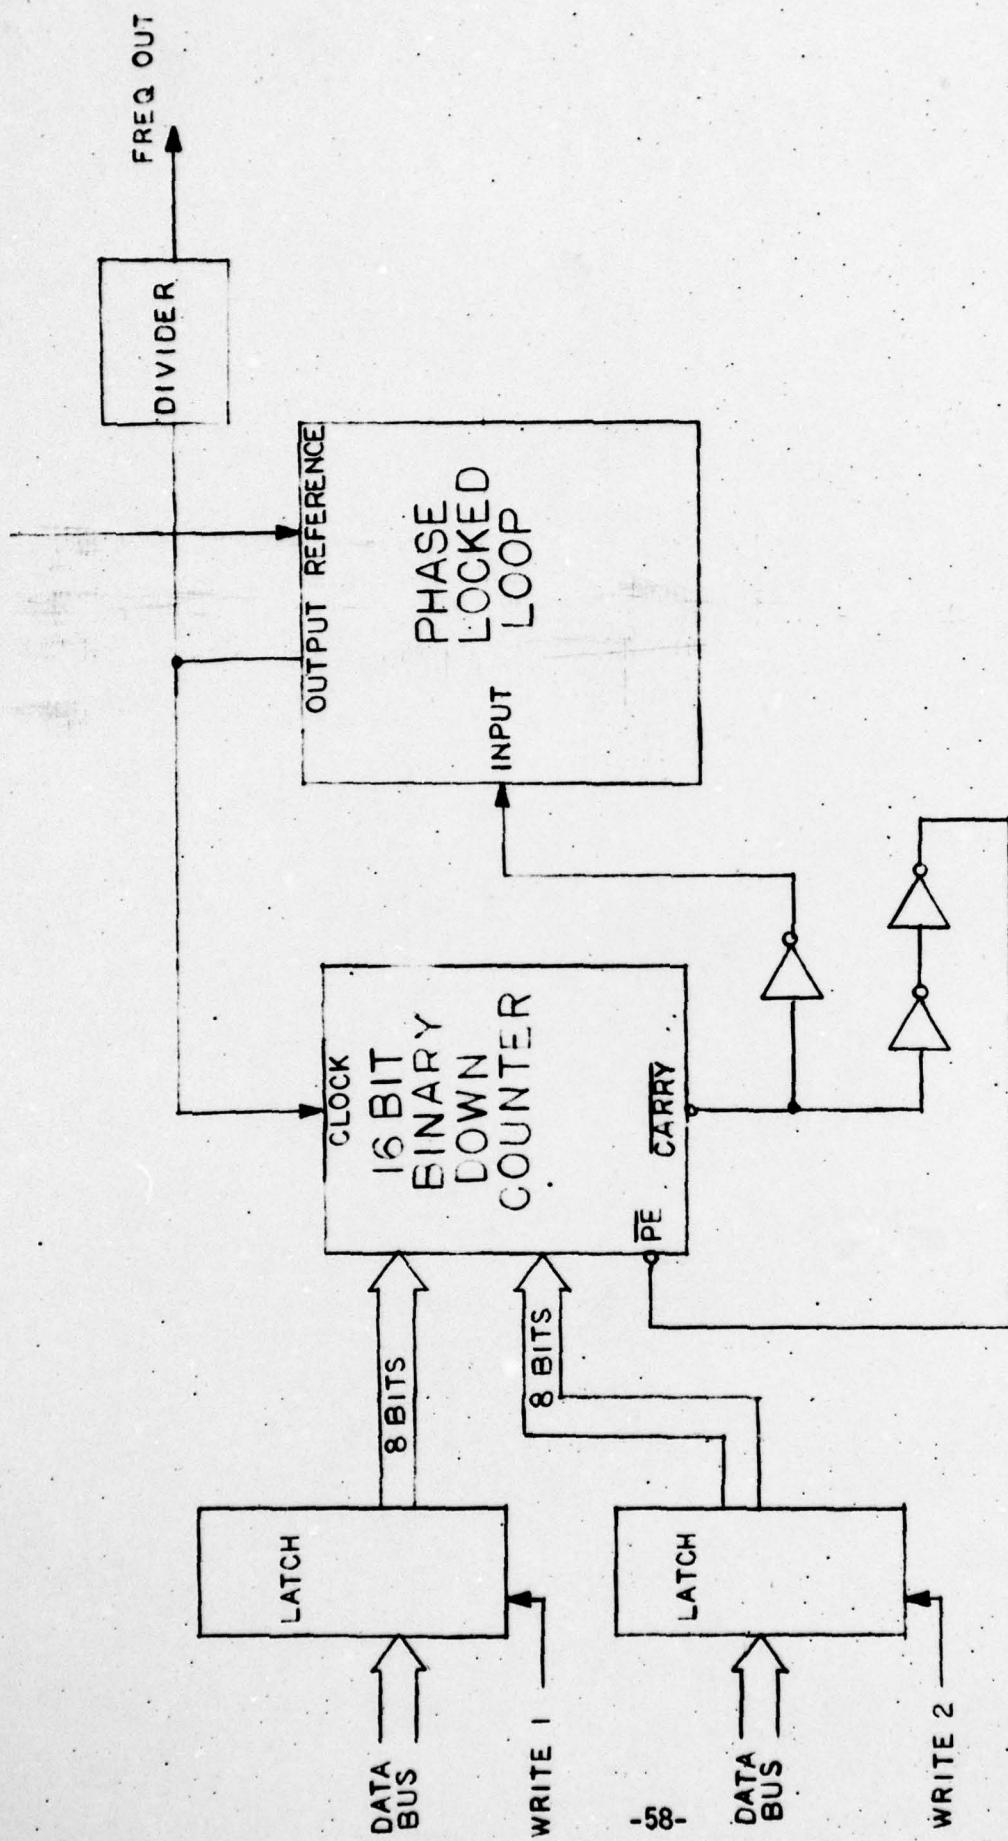 FREQ OUT
DIVIDER
OUTPUT REFERENCE
PHASE
LOCKED
LOOP
INPUT
CLOCK
16 BIT
BINARY
DOWN
COUNTER
PE
CARRY
8 BITS
8 BITS
LATCH
LATCH
DATA
BUS
WRITE 1
DATA
BUS
WRITE 2
-58-